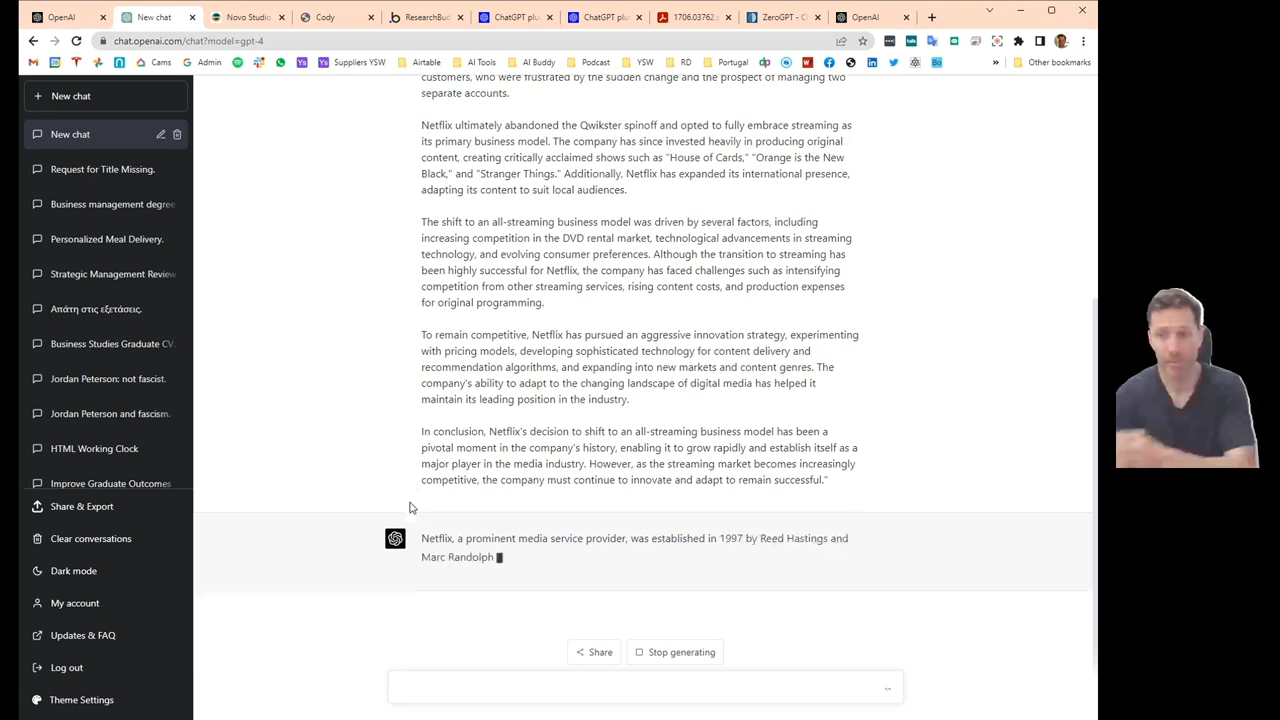 OpenAI
New chat
Novo Studio
Cody
ResearchBud
ChatGPT plu
ChatGPT plu
1706.03762.
ZeroGPT - C
OpenAI
chat.openai.com/chat?model=gpt-4
Cams
Admin
YSW
Suppliers YSW
Airtable
AI Tools
AI Buddy
Podcast
YSW
RD
Portugal
dp
Other bookmarks
New chat
New chat
Request for Title Missing.
Business management degree
Personalized Meal Delivery.
Strategic Management Review
Απάτη στις εξετάσεις.
Business Studies Graduate CV.
Jordan Peterson: not fascist.
Jordan Peterson and fascism.
HTML Working Clock
Improve Graduate Outcomes
Share & Export
Clear conversations
Dark mode
My account
Updates & FAQ
Log out
Theme Settings
customers, who were frustrated by the sudden change and the prospect of managing two
separate accounts.
Netflix ultimately abandoned the Qwikster spinoff and opted to fully embrace streaming as
its primary business model. The company has since invested heavily in producing original
content, creating critically acclaimed shows such as "House of Cards," "Orange is the New
Black," and "Stranger Things." Additionally, Netflix has expanded its international presence,
adapting its content to suit local audiences.
The shift to an all-streaming business model was driven by several factors, including
increasing competition in the DVD rental market, technological advancements in streaming
technology, and evolving consumer preferences. Although the transition to streaming has
been highly successful for Netflix, the company has faced challenges such as intensifying
competition from other streaming services, rising content costs, and production expenses
for original programming.
To remain competitive, Netflix has pursued an aggressive innovation strategy, experimenting
with pricing models, developing sophisticated technology for content delivery and
recommendation algorithms, and expanding into new markets and content genres. The
company's ability to adapt to the changing landscape of digital media has helped it
maintain its leading position in the industry.
In conclusion, Netflix's decision to shift to an all-streaming business model has been a
pivotal moment in the company's history, enabling it to grow rapidly and establish itself as a
major player in the media industry. However, as the streaming market becomes increasingly
competitive, the company must continue to innovate and adapt to remain successful."
Netflix, a prominent media service provider, was established in 1997 by Reed Hastings and
Marc Randolph
Share
Stop generating